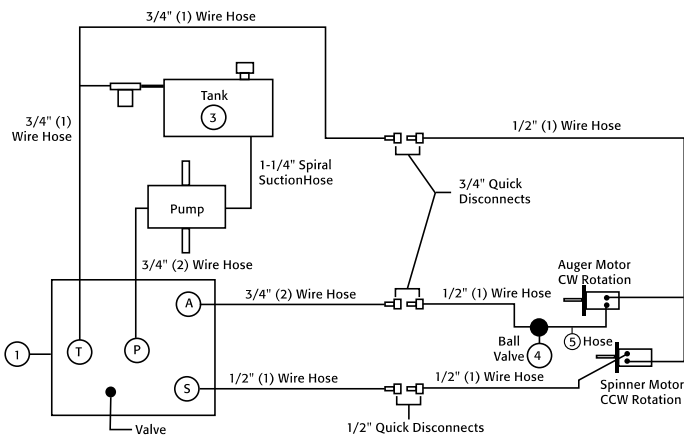 3/4" (1) Wire Hose
Tank
3
3/4" (1)
Wire Hose
1/2" (1) Wire Hose
1-1/4" Spiral
SuctionHose
3/4" Quick
Disconnects
Pump
3/4" (2) Wire Hose
Auger Motor
CW Rotation
A
3/4" (2) Wire Hose
1/2" (1) Wire Hose
1
T
P
Ball
Valve
4
5
Hose
S
1/2" (1) Wire Hose
1/2" (1) Wire Hose
Spinner Motor
CCW Rotation
Valve
1/2" Quick Disconnects